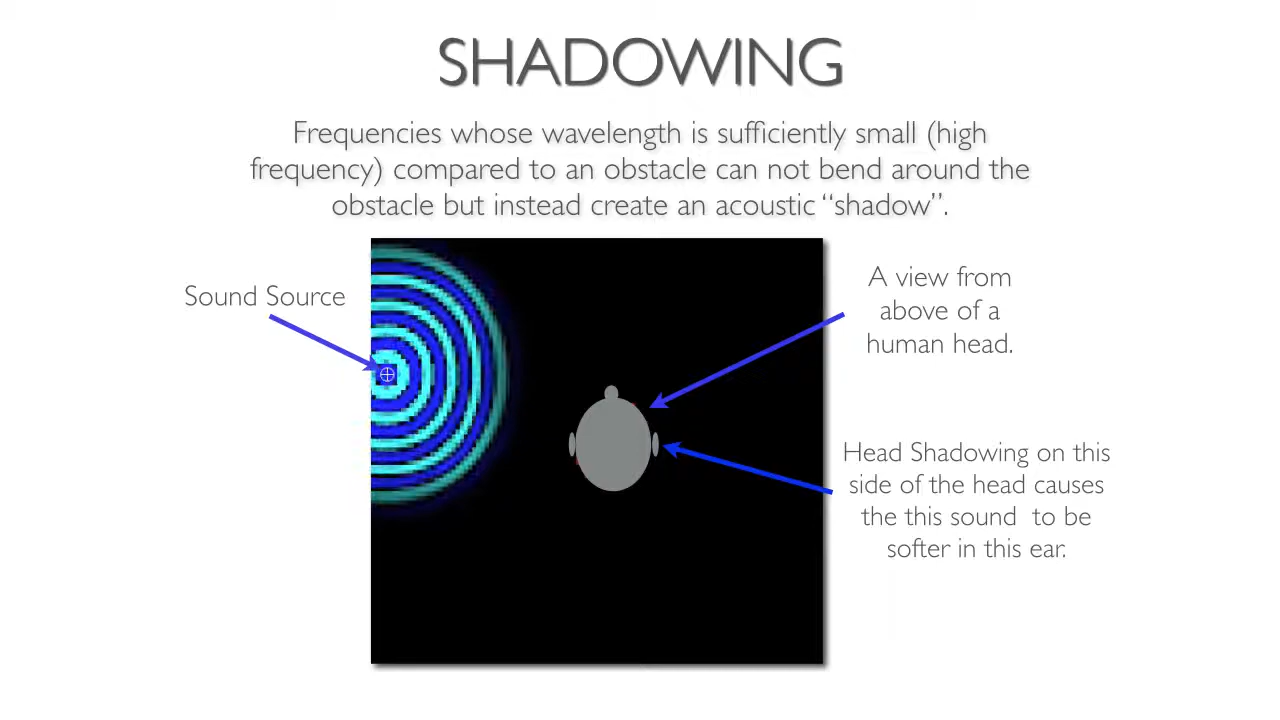 SHADOWING
Frequencies whose wavelength is sufficiently small (high
frequency) compared to an obstacle can not bend around the
obstacle but instead create an acoustic “shadow”.
Sound Source
A view from
above of a
human head.
Head Shadowing on this
side of the head causes
the this sound to be
softer in this ear.